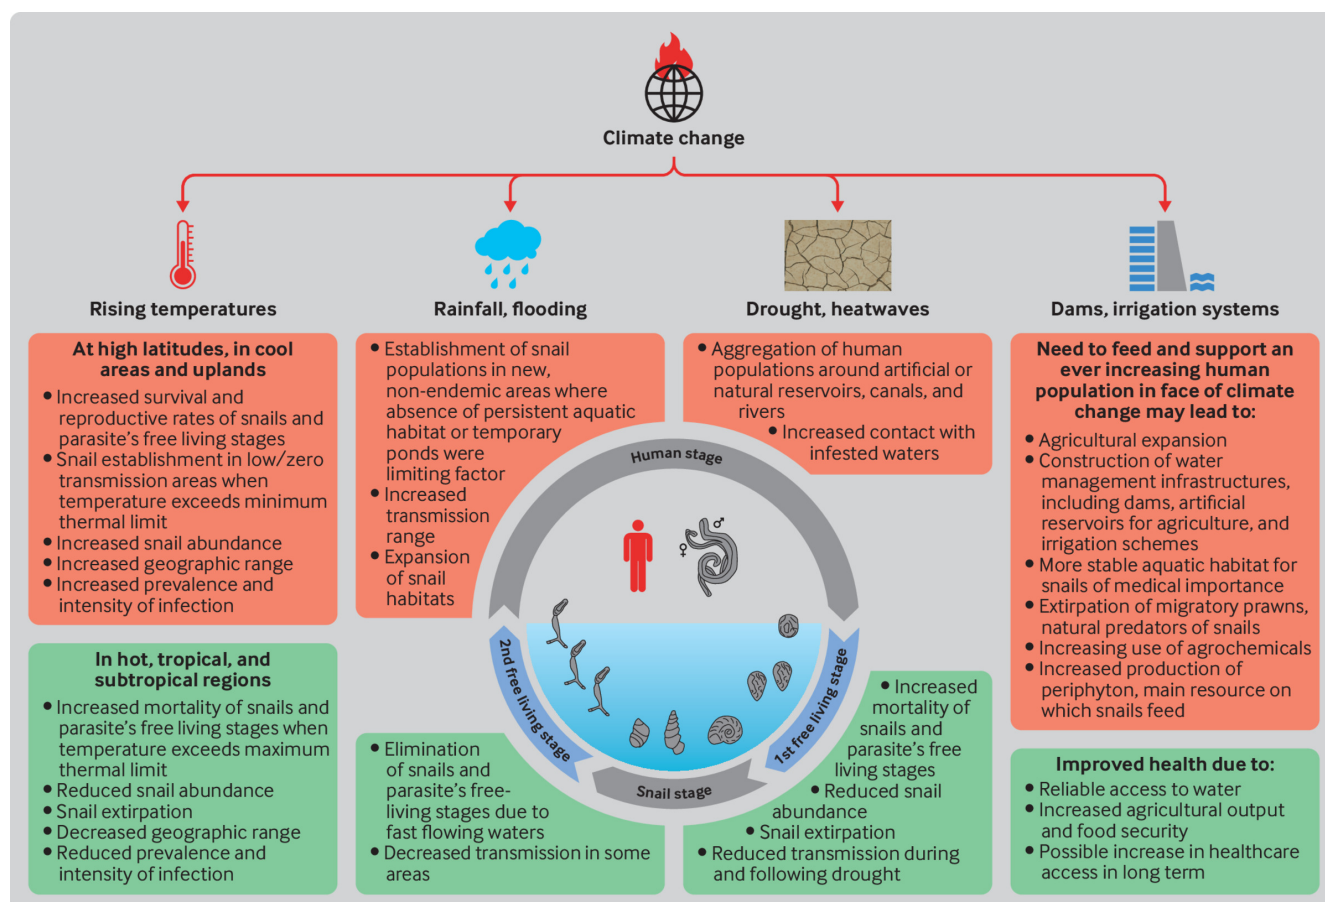 Climate change
Rising temperatures
At high latitudes, in cool
areas and uplands
• Increased survival and
reproductive rates of snails and
parasite's free living stages
• Snail establishment in low/zero
transmission areas when
temperature exceeds minimum
thermal limit
• Increased snail abundance
• Increased geographic range
• Increased prevalence and
intensity of infection
In hot, tropical, and
subtropical regions
• Increased mortality of snails and
parasite's free living stages when
temperature exceeds maximum
thermal limit
• Reduced snail abundance
• Snail extirpation
• Decreased geographic range
• Reduced prevalence and
intensity of infection
Rainfall, flooding
• Establishment of snail
populations in new,
non-endemic areas where
absence of persistent aquatic
habitat or temporary
ponds were
limiting factor
• Increased
transmission
range
• Expansion
of snail
habitats
• Elimination
of snails and
parasite's free-
living stages due to
fast flowing waters
• Decreased transmission in some
areas
Drought, heatwaves
• Aggregation of human
populations around artificial or
natural reservoirs, canals, and
rivers
• Increased contact with
infested waters
• Increased
mortality of
snails and
parasite's free
living stages
• Reduced snail
abundance
• Snail extirpation
• Reduced transmission during
and following drought
Dams, irrigation systems
Need to feed and support an
ever increasing human
population in face of climate
change may lead to:
• Agricultural expansion
• Construction of water
management infrastructures,
including dams, artificial
reservoirs for agriculture, and
irrigation schemes
• More stable aquatic habitat for
snails of medical importance
• Extirpation of migratory prawns,
natural predators of snails
• Increasing use of agrochemicals
• Increased production of
periphyton, main resource on
which snails feed
Improved health due to:
• Reliable access to water
• Increased agricultural output
and food security
• Possible increase in healthcare
access in long term
Human stage
♂
♀
1st free living stage
Snail stage
2nd free living stage